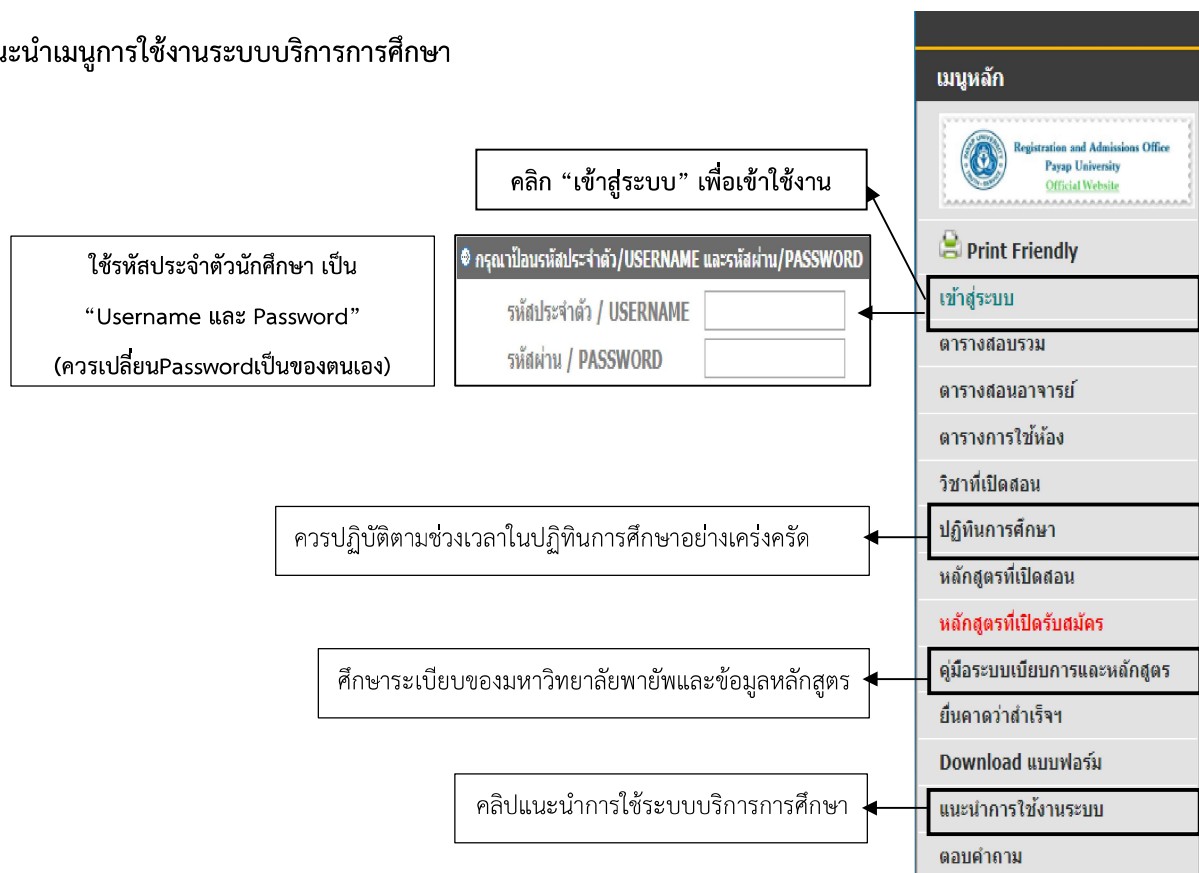 นะนำเมนูการใช้งานระบบบริการการศึกษา
คลิก “เข้าสู่ระบบ” เพื่อเข้าใช้งาน
ใช้รหัสประจำตัวนักศึกษา เป็น
“Username และ Password”
(ควรเปลี่ยนPasswordเป็นของตนเอง)
กรุณาป้อนรหัสประจำตัว/USERNAME และรหัสผ่าน/PASSWORD
รหัสประจำตัว / USERNAME
รหัสผ่าน / PASSWORD
ควรปฏิบัติตามช่วงเวลาในปฏิทินการศึกษาอย่างเคร่งครัด
ศึกษาระเบียบของมหาวิทยาลัยพายัพและข้อมูลหลักสูตร
คลิปแนะนำการใช้ระบบบริการการศึกษา
เมนูหลัก
PAYAP UNIVERSITY
TRUTH · SERVICE
Registration and Admissions Office
Payap University
Official Website
Print Friendly
เข้าสู่ระบบ
ตารางสอบรวม
ตารางสอนอาจารย์
ตารางการใช้ห้อง
วิชาที่เปิดสอน
ปฏิทินการศึกษา
หลักสูตรที่เปิดสอน
หลักสูตรที่เปิดรับสมัคร
คู่มือระบบเบียบการและหลักสูตร
ยื่นคาดว่าสำเร็จฯ
Download แบบฟอร์ม
แนะนำการใช้งานระบบ
ตอบคำถาม